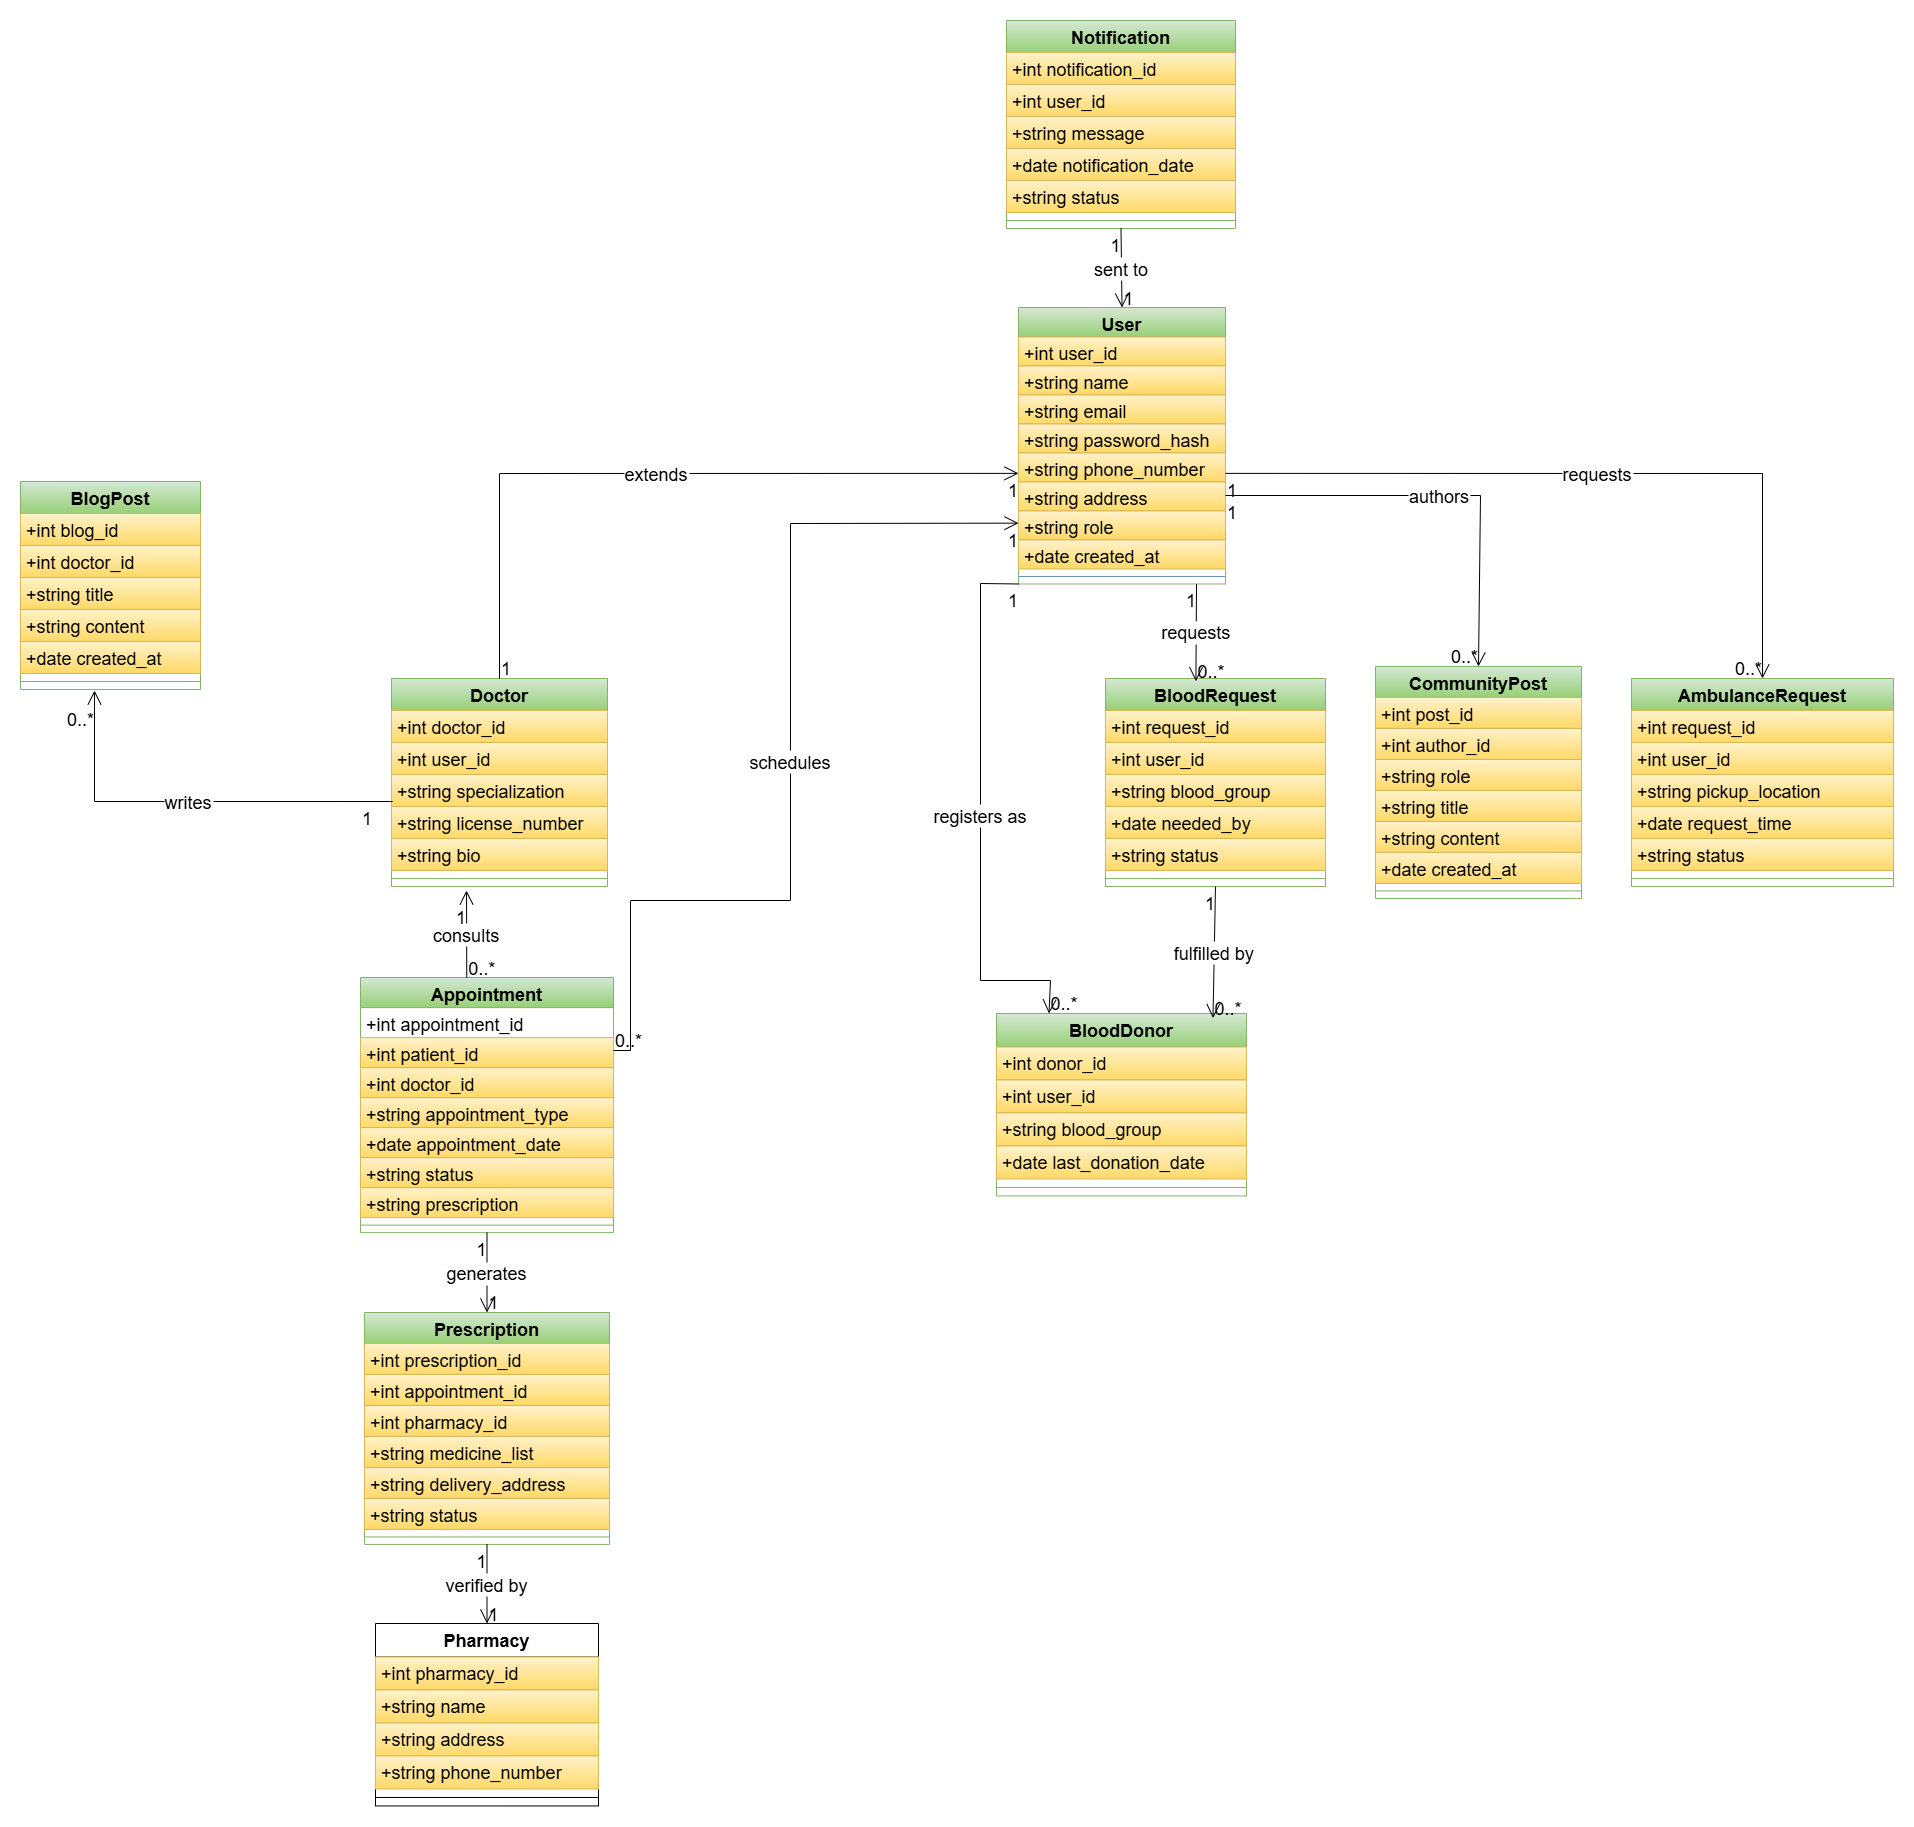 Notification
+int notification_id
+int user_id
+string message
+date notification_date
+string status
1
sent to
1
User
+int user_id
+string name
+string email
+string password_hash
+string phone_number
+string address
+string role
+date created_at
extends
1
1
schedules
1
0..*
requests
1
0..*
authors
1
0..*
1
registers as
0..*
1
requests
0..*
BlogPost
+int blog_id
+int doctor_id
+string title
+string content
+date created_at
0..*
writes
1
Doctor
+int doctor_id
+int user_id
+string specialization
+string license_number
+string bio
1
consults
0..*
BloodRequest
+int request_id
+int user_id
+string blood_group
+date needed_by
+string status
1
fulfilled by
0..*
CommunityPost
+int post_id
+int author_id
+string role
+string title
+string content
+date created_at
AmbulanceRequest
+int request_id
+int user_id
+string pickup_location
+date request_time
+string status
Appointment
+int appointment_id
+int patient_id
+int doctor_id
+string appointment_type
+date appointment_date
+string status
+string prescription
1
generates
1
BloodDonor
+int donor_id
+int user_id
+string blood_group
+date last_donation_date
Prescription
+int prescription_id
+int appointment_id
+int pharmacy_id
+string medicine_list
+string delivery_address
+string status
1
verified by
1
Pharmacy
+int pharmacy_id
+string name
+string address
+string phone_number